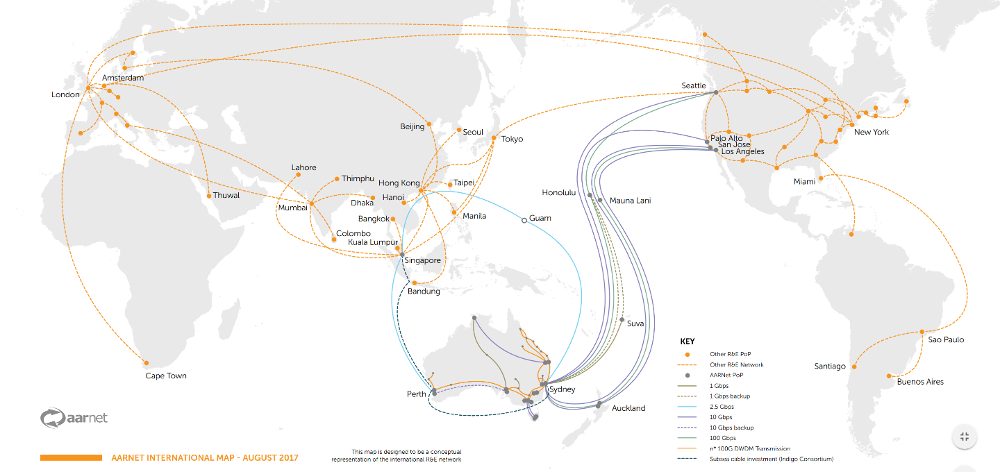 Seattle
Amsterdam
London
Beijing
Seoul
Tokyo
New York
Palo Alto
San Jose
Los Angeles
Lahore
Thimphu
Hong Kong
Taipei
Miami
Thuwal
Mumbai
Dhaka
Hanoi
Honolulu
Mauna Lani
Bangkok
Manila
Guam
Colombo
Kuala Lumpur
Singapore
Bandung
Suva
Sao Paulo
Santiago
Buenos Aires
Cape Town
Perth
Sydney
Auckland
KEY
Other R&E PoP
Other R&E Network
AARNet PoP
1 Gbps
1 Gbps backup
2.5 Gbps
10 Gbps
10 Gbps backup
100 Gbps
n* 100G DWDM Transmission
Subsea cable investment (Indigo Consortium)
aarnet
AARNET INTERNATIONAL MAP - AUGUST 2017
This map is designed to be a conceptual
representation of the international R&E network